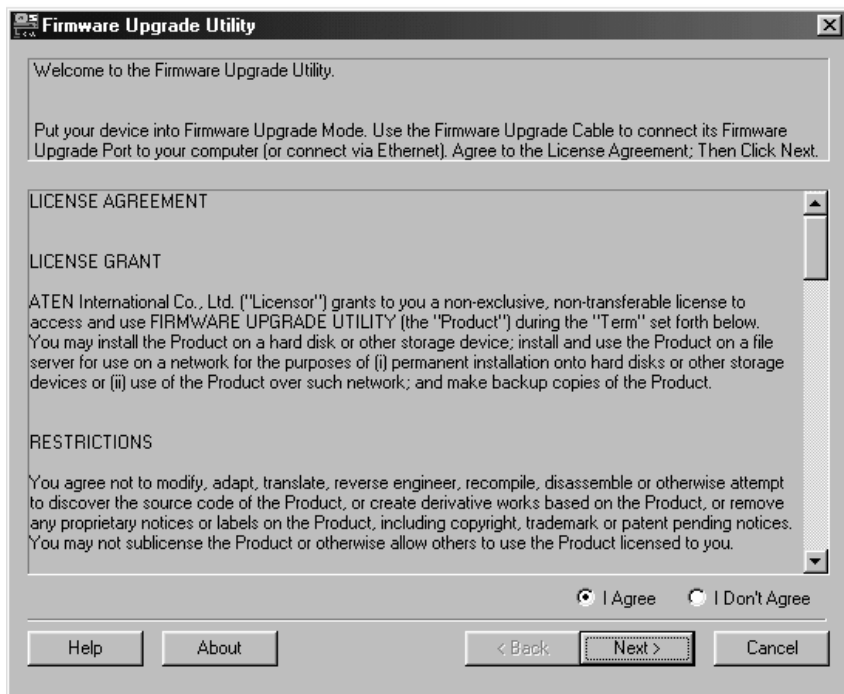 Firmware Upgrade Utility
Welcome to the Firmware Upgrade Utility.
Put your device into Firmware Upgrade Mode. Use the Firmware Upgrade Cable to connect its Firmware
Upgrade Port to your computer (or connect via Ethernet). Agree to the License Agreement; Then Click Next.
LICENSE AGREEMENT
LICENSE GRANT
ATEN International Co., Ltd. ("Licensor") grants to you a non-exclusive, non-transferable license to
access and use FIRMWARE UPGRADE UTILITY (the "Product") during the "Term" set forth below.
You may install the Product on a hard disk or other storage device; install and use the Product on a file
server for use on a network for the purposes of (i) permanent installation onto hard disks or other storage
devices or (ii) use of the Product over such network; and make backup copies of the Product.
RESTRICTIONS
You agree not to modify, adapt, translate, reverse engineer, recompile, disassemble or otherwise attempt
to discover the source code of the Product, or create derivative works based on the Product, or remove
any proprietary notices or labels on the Product, including copyright, trademark or patent pending notices.
You may not sublicense the Product or otherwise allow others to use the Product licensed to you.
I Agree I Don't Agree
Help About < Back Next > Cancel